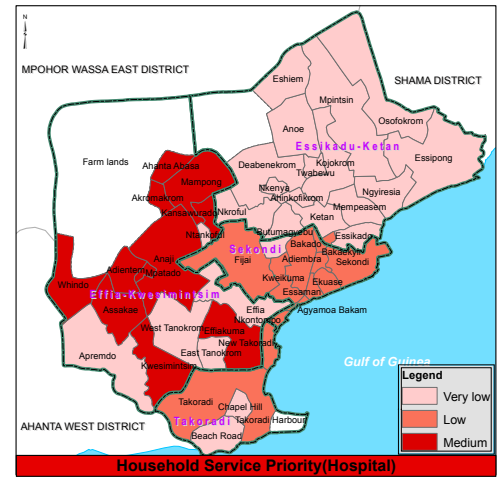 N
MPOHOR WASSA EAST DISTRICT
SHAMA DISTRICT
Eshiem
Mpintsin
Osofokrom
Anoe
Essikadu-Ketan
Farm lands
Ahanta Abasa
Deabenekrom
Kojokrom
Essipong
Twabewu
Mampong
Nkenya
Ngyiresia
Akromakrom
Ahinkofikrom
Mempeasem
Kansaworado
Nkroful
Ketan
Butumagyebu
Ntankoful
Essikado
Sekondi
Bakado
Bakaekyir
Anaji
Fijai
Adiembra
Sekondi
Adientem
Mpatado
Kweikuma
Whindo
Ekuase
Effia-Kwesimintsim
Essaman
Assakae
Effia
Nkontompo
Agyamoa Bakam
West Tanokrom
Effiakuma
New Takoradi
East Tanokrom
Apremdo
Kwesimintsim
Gulf of Guinea
Takoradi
Chapel Hill
Takoradi
Takoradi
Harbour
Beach Road
AHANTA WEST DISTRICT
Legend
Very low
Low
Medium
Household Service Priority(Hospital)